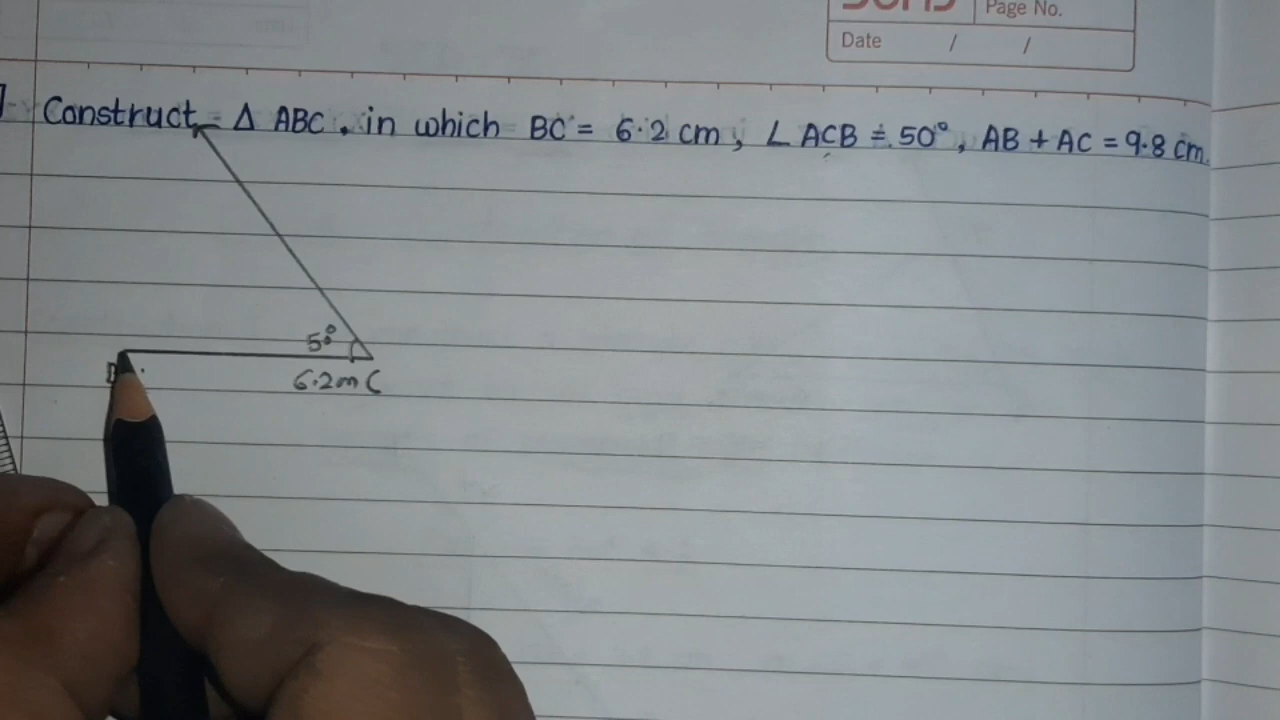 Page No.
Date / /
Construct Δ ABC, in which BC = 6.2 cm, ∠ ACB = 50°, AB + AC = 9.8 cm.
50°
6.2m C